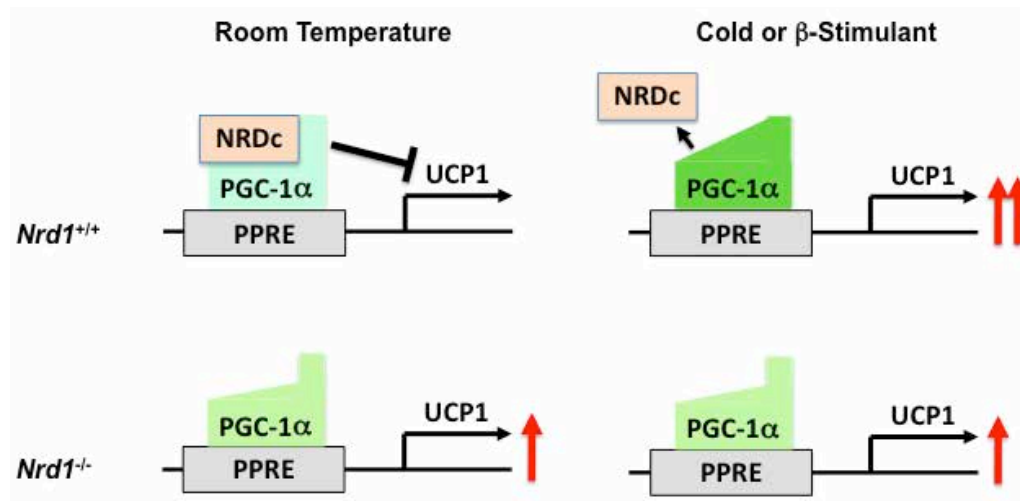 Room Temperature
Cold or β-Stimulant
Nrd1+/+
NRDc
PGC-1α
UCP1
PPRE
NRDc
PGC-1α
UCP1
PPRE
Nrd1-/-
PGC-1α
UCP1
PPRE
PGC-1α
UCP1
PPRE